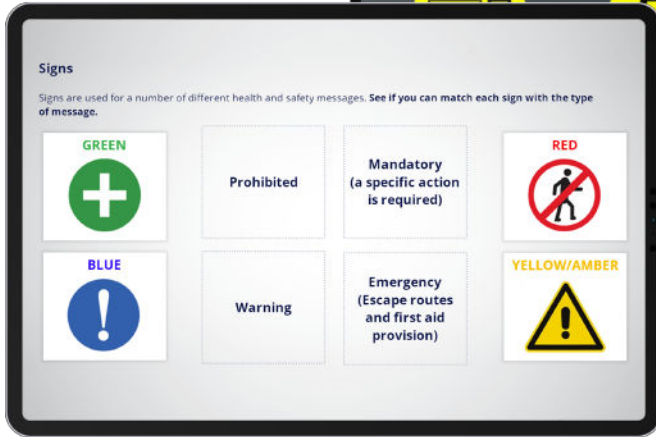 Signs
Signs are used for a number of different health and safety messages. See if you can match each sign with the type
of message.
GREEN
Prohibited
Mandatory
(a specific action
is required)
RED
BLUE
Warning
Emergency
(Escape routes
and first aid
provision)
YELLOW/AMBER